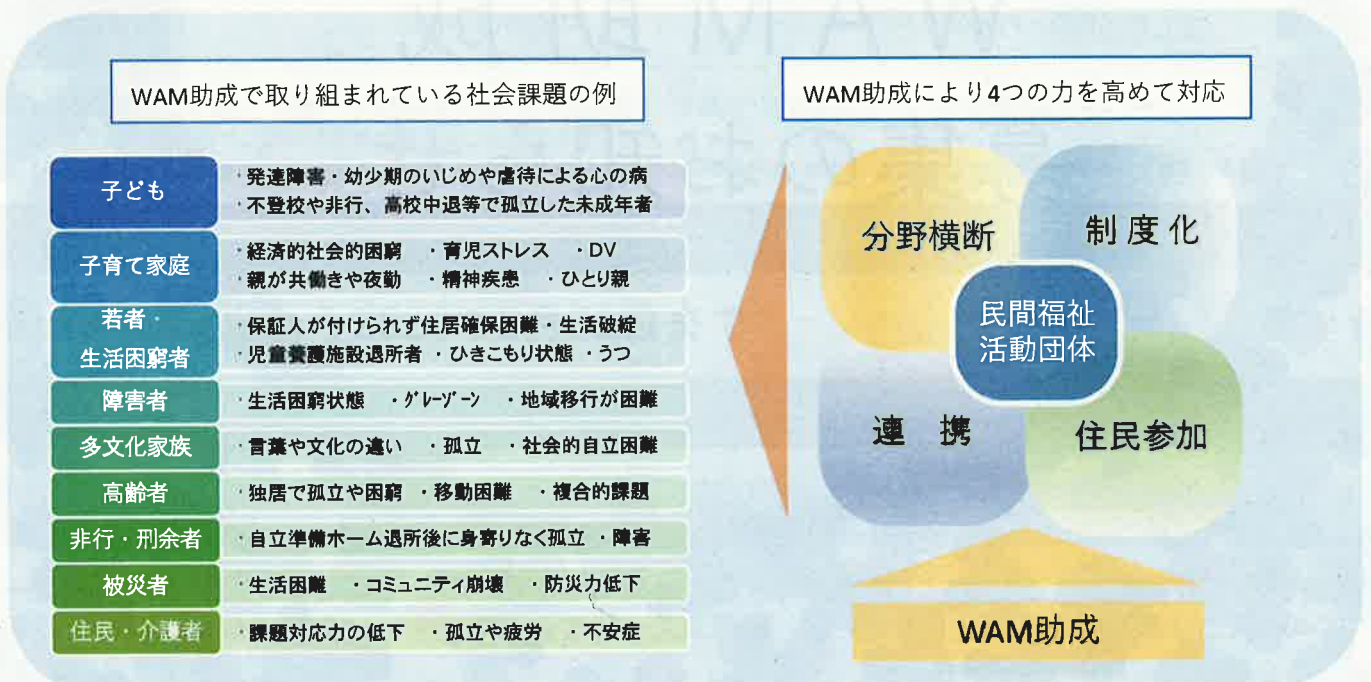 WAM助成で取り組まれている社会課題の例
子ども
・発達障害・幼少期のいじめや虐待による心の病
・不登校や非行、高校中退等で孤立した未成年者
子育て家庭
・経済的社会的困窮 ・育児ストレス ・DV
・親が共働きや夜勤 ・精神疾患 ・ひとり親
若者・
生活困窮者
・保証人が付けられず住居確保困難・生活破綻
・児童養護施設退所者 ・ひきこもり状態 ・うつ
障害者
・生活困窮状態 ・グレーゾーン ・地域移行が困難
多文化家族
・言葉や文化の違い ・孤立 ・社会的自立困難
高齢者
・独居で孤立や困窮 ・移動困難 ・複合的課題
非行・刑余者
・自立準備ホーム退所後に身寄りなく孤立 ・障害
被災者
・生活困難 ・コミュニティ崩壊 ・防災力低下
住民・介護者
・課題対応力の低下 ・孤立や疲労 ・不安症
WAM助成により4つの力を高めて対応
分野横断
制度化
民間福祉
活動団体
連 携
住民参加
WAM助成